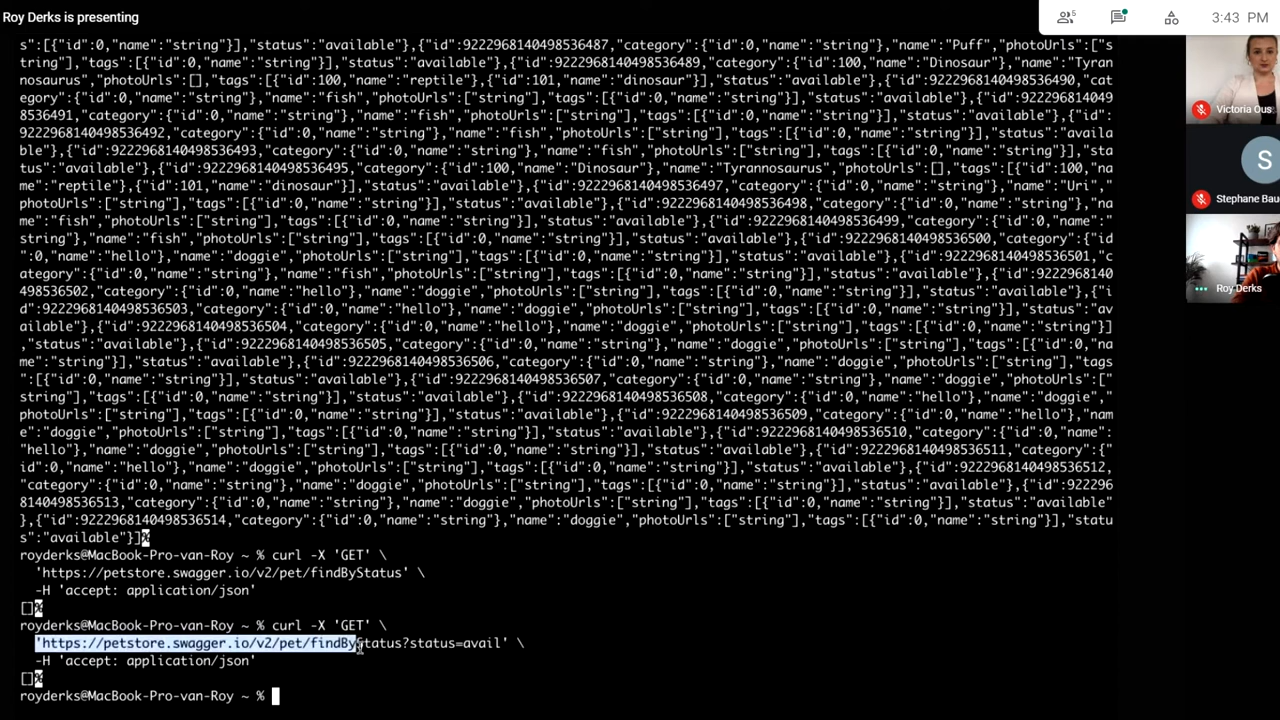 Roy Derks is presenting
5
3:43 PM
s":[{"id":0,"name":"string"}],"status":"available"},{"id":9222968140498536487,"category":{"id":0,"name":"string"},"name":"Puff","photoUrls":["s
tring"],"tags":[{"id":0,"name":"string"}],"status":"available"},{"id":9222968140498536489,"category":{"id":100,"name":"Dinosaur"},"name":"Tyran
nosaurus","photoUrls":[],"tags":[{"id":100,"name":"reptile"},{"id":101,"name":"dinosaur"}],"status":"available"},{"id":9222968140498536490,"cat
egory":{"id":0,"name":"string"},"name":"fish","photoUrls":["string"],"tags":[{"id":0,"name":"string"}],"status":"available"},{"id":922296814049
8536491,"category":{"id":0,"name":"string"},"name":"fish","photoUrls":["string"],"tags":[{"id":0,"name":"string"}],"status":"available"},{"id":
9222968140498536492,"category":{"id":0,"name":"string"},"name":"fish","photoUrls":["string"],"tags":[{"id":0,"name":"string"}],"status":"availa
ble"},{"id":9222968140498536493,"category":{"id":0,"name":"string"},"name":"fish","photoUrls":["string"],"tags":[{"id":0,"name":"string"}],"sta
tus":"available"},{"id":9222968140498536495,"category":{"id":100,"name":"Dinosaur"},"name":"Tyrannosaurus","photoUrls":[],"tags":[{"id":100,"na
me":"reptile"},{"id":101,"name":"dinosaur"}],"status":"available"},{"id":9222968140498536497,"category":{"id":0,"name":"string"},"name":"Uri",
"photoUrls":["string"],"tags":[{"id":0,"name":"string"}],"status":"available"},{"id":9222968140498536498,"category":{"id":0,"name":"string"},"na
me":"fish","photoUrls":["string"],"tags":[{"id":0,"name":"string"}],"status":"available"},{"id":9222968140498536499,"category":{"id":0,"name":"
string"},"name":"fish","photoUrls":["string"],"tags":[{"id":0,"name":"string"}],"status":"available"},{"id":9222968140498536500,"category":{"id
":0,"name":"hello"},"name":"doggie","photoUrls":["string"],"tags":[{"id":0,"name":"string"}],"status":"available"},{"id":9222968140498536501,"c
ategory":{"id":0,"name":"string"},"name":"fish","photoUrls":["string"],"tags":[{"id":0,"name":"string"}],"status":"available"},{"id":9222968140
498536502,"category":{"id":0,"name":"hello"},"name":"doggie","photoUrls":["string"],"tags":[{"id":0,"name":"string"}],"status":"available"},{"i
d":9222968140498536503,"category":{"id":0,"name":"hello"},"name":"doggie","photoUrls":["string"],"tags":[{"id":0,"name":"string"}],"status":"av
ailable"},{"id":9222968140498536504,"category":{"id":0,"name":"hello"},"name":"doggie","photoUrls":["string"],"tags":[{"id":0,"name":"string"}]
,"status":"available"},{"id":9222968140498536505,"category":{"id":0,"name":"string"},"name":"doggie","photoUrls":["string"],"tags":[{"id":0,"na
me":"string"}],"status":"available"},{"id":9222968140498536506,"category":{"id":0,"name":"string"},"name":"doggie","photoUrls":["string"],"tags
":[{"id":0,"name":"string"}],"status":"available"},{"id":9222968140498536507,"category":{"id":0,"name":"string"},"name":"doggie","photoUrls":["
string"],"tags":[{"id":0,"name":"string"}],"status":"available"},{"id":9222968140498536508,"category":{"id":0,"name":"hello"},"name":"doggie","
photoUrls":["string"],"tags":[{"id":0,"name":"string"}],"status":"available"},{"id":9222968140498536509,"category":{"id":0,"name":"hello"},"nam
e":"doggie","photoUrls":["string"],"tags":[{"id":0,"name":"string"}],"status":"available"},{"id":9222968140498536510,"category":{"id":0,"name":
"hello"},"name":"doggie","photoUrls":["string"],"tags":[{"id":0,"name":"string"}],"status":"available"},{"id":9222968140498536511,"category":{"
id":0,"name":"hello"},"name":"doggie","photoUrls":["string"],"tags":[{"id":0,"name":"string"}],"status":"available"},{"id":9222968140498536512,
"category":{"id":0,"name":"string"},"name":"doggie","photoUrls":["string"],"tags":[{"id":0,"name":"string"}],"status":"available"},{"id":922296
8140498536513,"category":{"id":0,"name":"string"},"name":"doggie","photoUrls":["string"],"tags":[{"id":0,"name":"string"}],"status":"available"
},{"id":9222968140498536514,"category":{"id":0,"name":"string"},"name":"doggie","photoUrls":["string"],"tags":[{"id":0,"name":"string"}],"statu
s":"available"}]%
royderks@MacBook-Pro-van-Roy ~ % curl -X 'GET' \
'https://petstore.swagger.io/v2/pet/findByStatus' \
-H 'accept: application/json'
[]%
royderks@MacBook-Pro-van-Roy ~ % curl -X 'GET' \
'https://petstore.swagger.io/v2/pet/findByStatus?status=avail' \
-H 'accept: application/json'
[]%
royderks@MacBook-Pro-van-Roy ~ %
Victoria Ous
S
Stephane Bau
Roy Derks